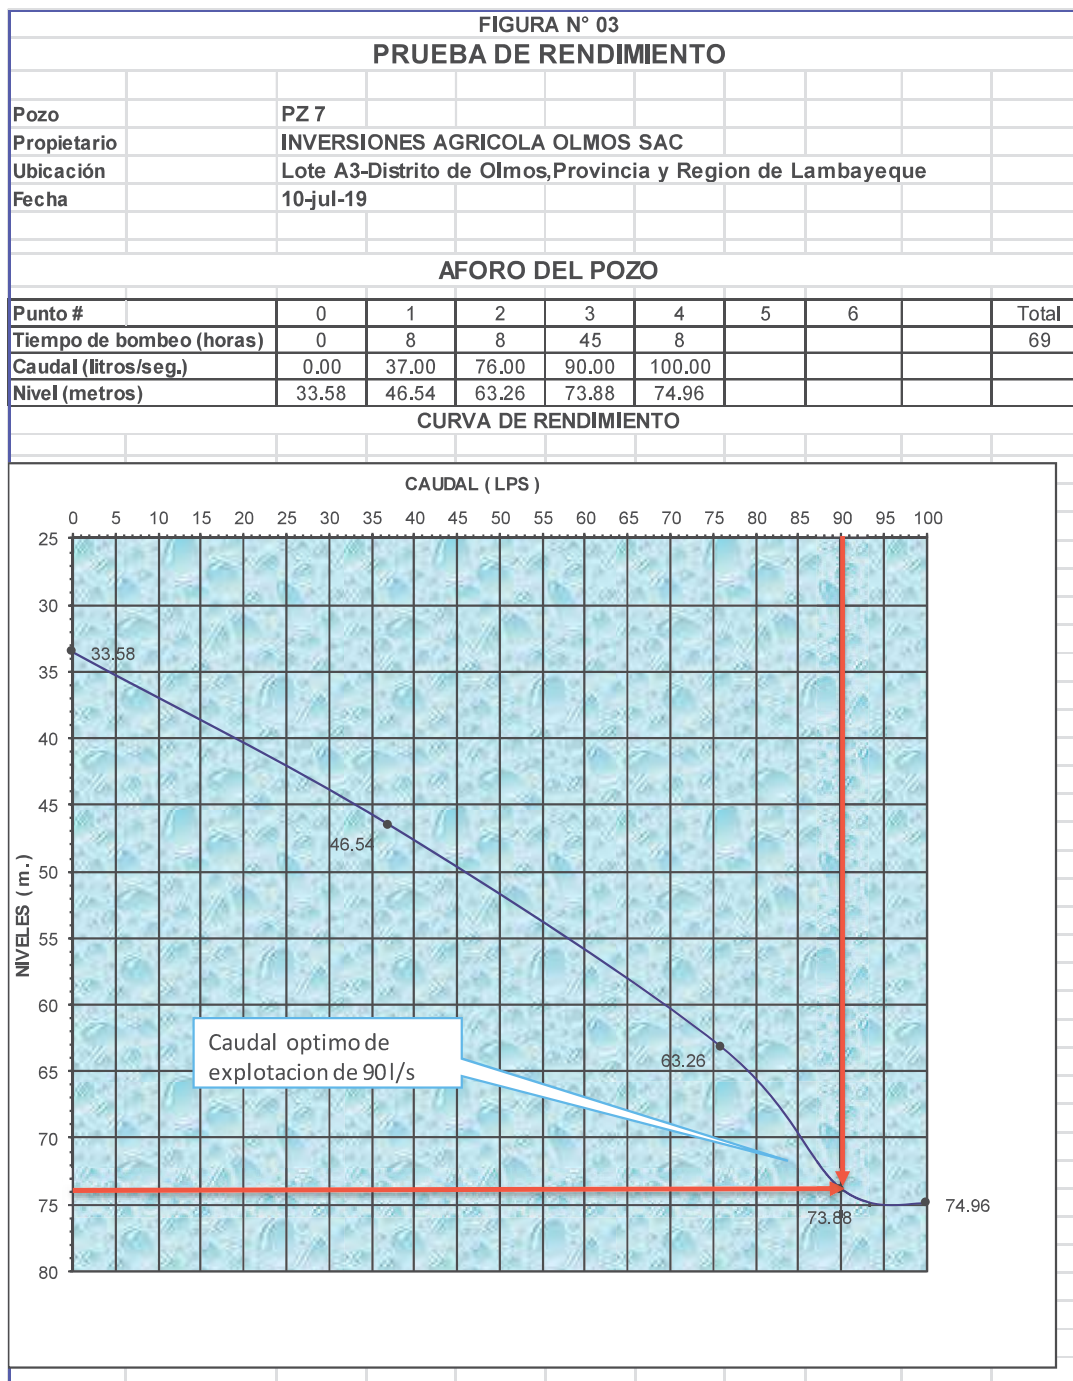 FIGURA N° 03
PRUEBA DE RENDIMIENTO
Pozo PZ 7
Propietario INVERSIONES AGRICOLA OLMOS SAC
Ubicación Lote A3-Distrito de Olmos,Provincia y Region de Lambayeque
Fecha 10-jul-19
AFORO DEL POZO
Punto # 0 1 2 3 4 5 6 Total
Tiempo de bombeo (horas) 0 8 8 45 8 69
Caudal (litros/seg.) 0.00 37.00 76.00 90.00 100.00
Nivel (metros) 33.58 46.54 63.26 73.88 74.96
CURVA DE RENDIMIENTO
CAUDAL ( LPS )
0 5 10 15 20 25 30 35 40 45 50 55 60 65 70 75 80 85 90 95 100
25
30
33.58
35
40
45
46.54
50
NIVELES ( m. )
55
60
Caudal optimo de
explotacion de 90 l/s
63.26
65
70
75
74.96
73.88
80